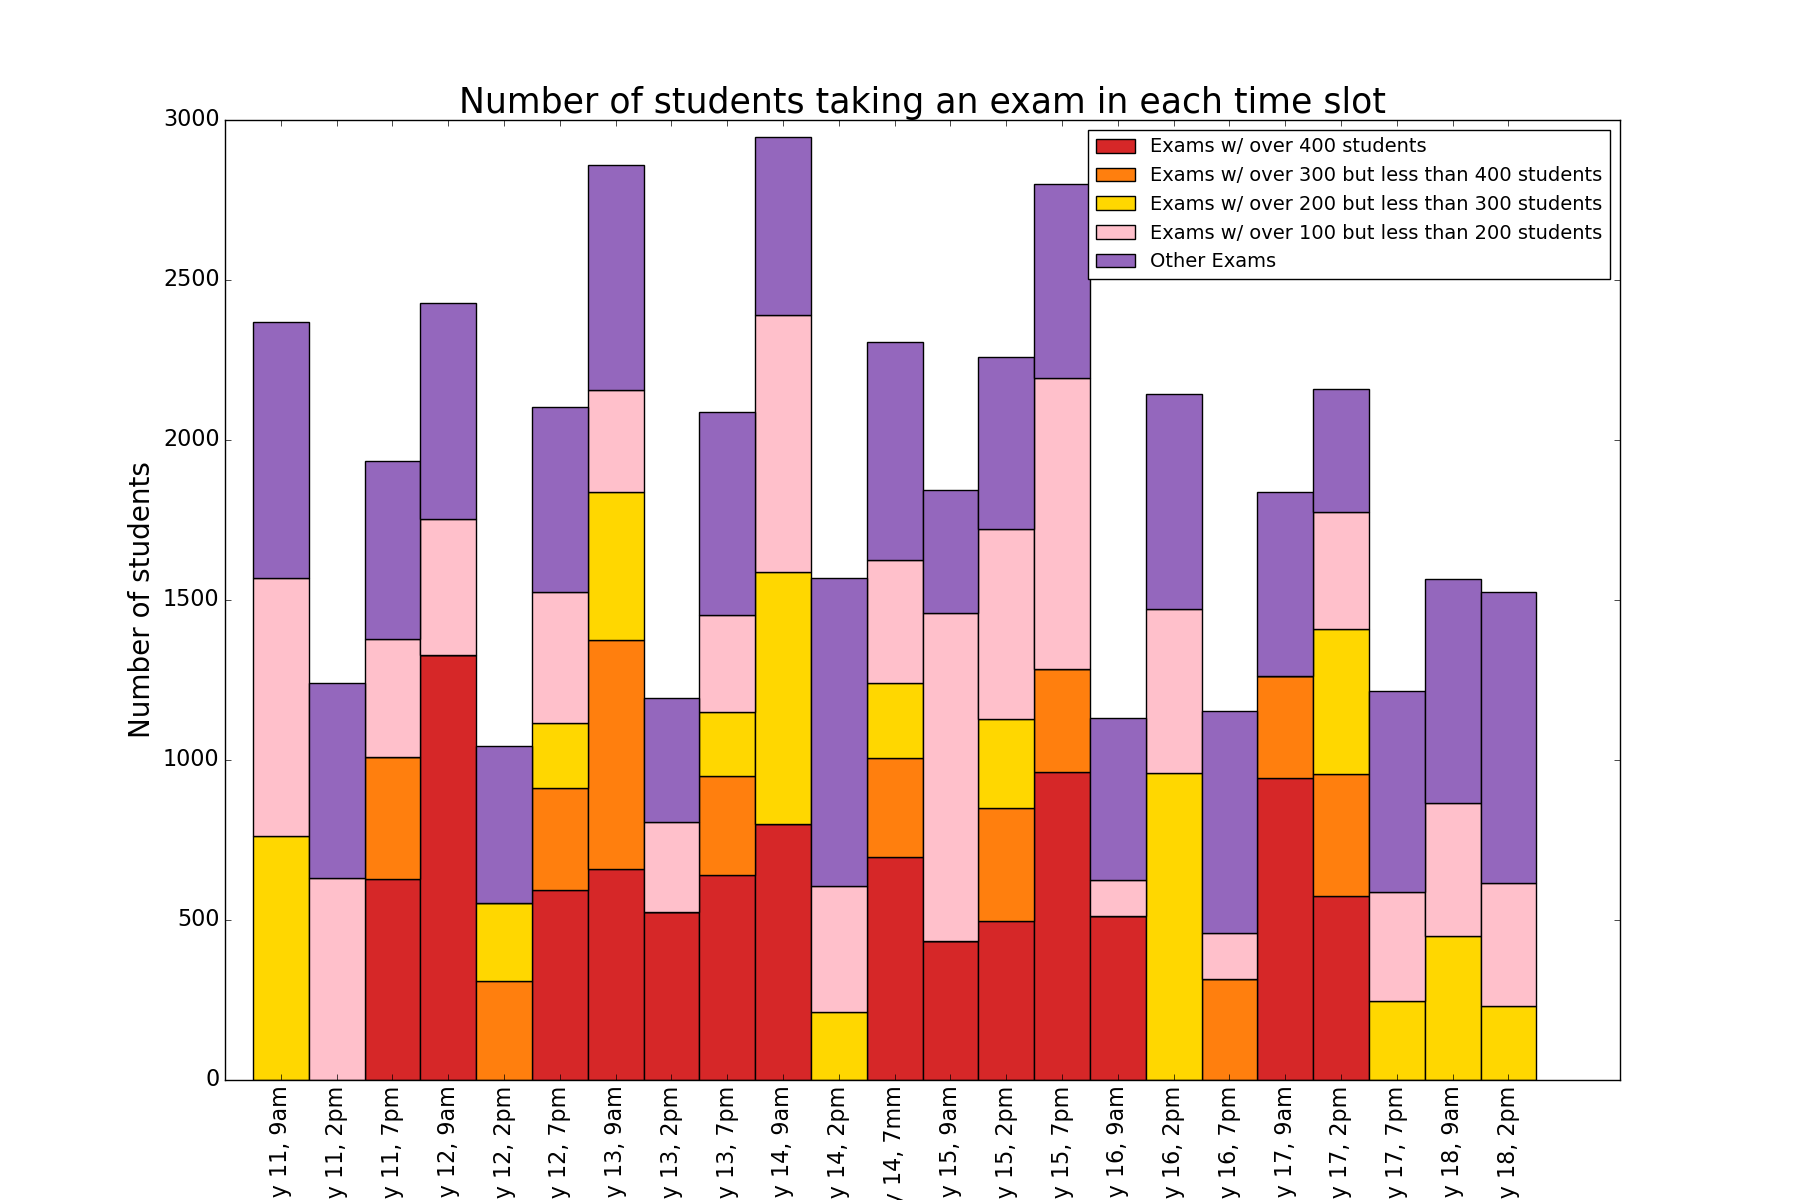 Number of students taking an exam in each time slot
Exams w/ over 400 students
Exams w/ over 300 but less than 400 students
Exams w/ over 200 but less than 300 students
Exams w/ over 100 but less than 200 students
Other Exams
Number of students
3000
2500
2000
1500
1000
500
0
y 11, 9am
y 11, 2pm
y 11, 7pm
y 12, 9am
y 12, 2pm
y 12, 7pm
y 13, 9am
y 13, 2pm
y 13, 7pm
y 14, 9am
y 14, 2pm
y 14, 7mm
y 15, 9am
y 15, 2pm
y 15, 7pm
y 16, 9am
y 16, 2pm
y 16, 7pm
y 17, 9am
y 17, 2pm
y 17, 7pm
y 18, 9am
y 18, 2pm